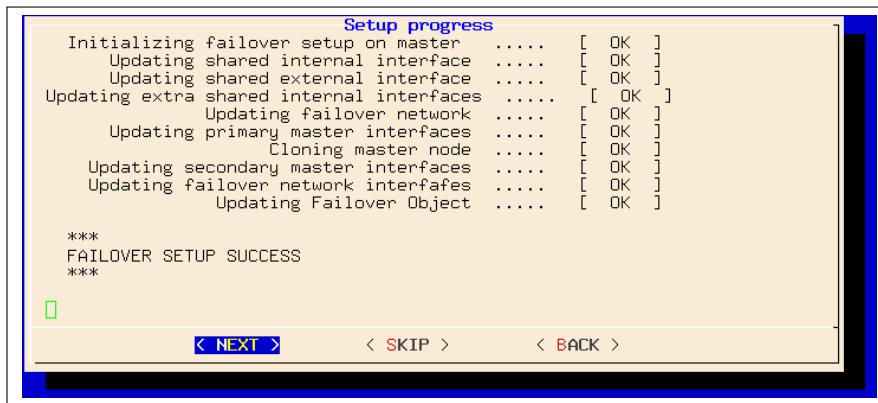 Setup progress
Initializing failover setup on master ..... [ OK ]
Updating shared internal interface ..... [ OK ]
Updating shared external interface ..... [ OK ]
Updating extra shared internal interfaces ..... [ OK ]
Updating failover network ..... [ OK ]
Updating primary master interfaces ..... [ OK ]
Cloning master node ..... [ OK ]
Updating secondary master interfaces ..... [ OK ]
Updating failover network interfafes ..... [ OK ]
Updating Failover Object ..... [ OK ]
***
FAILOVER SETUP SUCCESS
***
< NEXT > < SKIP > < BACK >